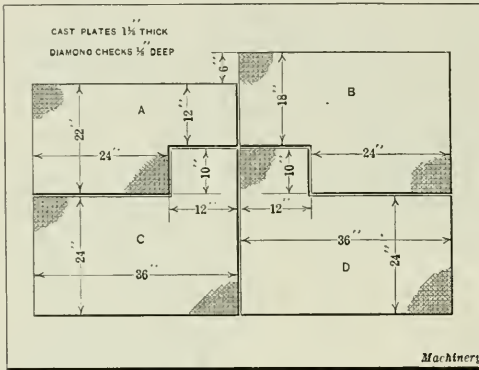 CAST PLATES 1½" THICK
DIAMOND CHECKS ⅛" DEEP
6"
A
B
12"
18"
22"
24"
24"
10"
10"
12"
12"
C
D
24"
36"
36"
24"
Machinery